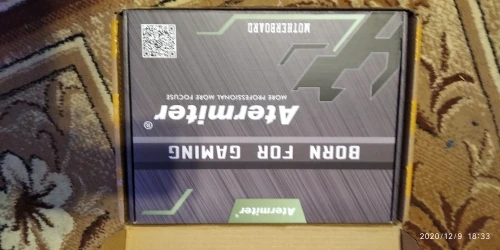 Atermiter®
BORN FOR GAMING
Atermiter®
MORE PROFESSIONAL MORE FOCUSE
MOTHERBOARD
2020/12/9 18:33